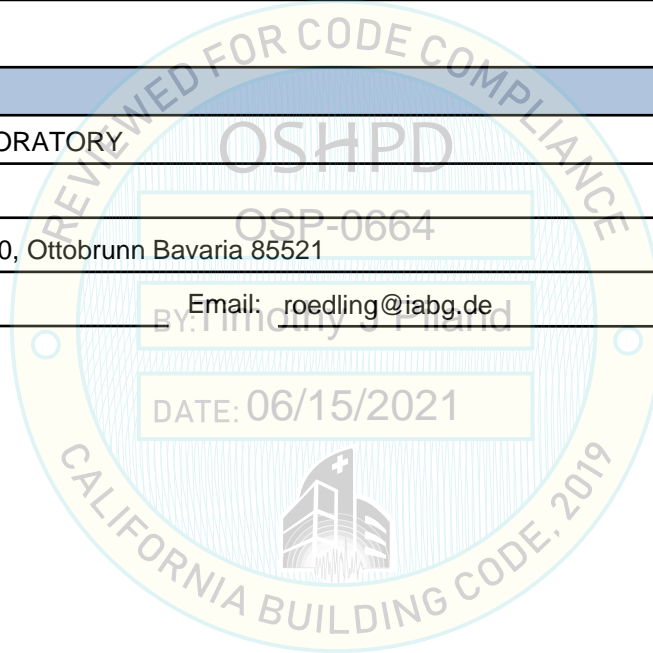 REVIEWED FOR CODE COMPLIANCE
ORATORY
OSHPD
OSP-0664
0, Ottobrunn Bavaria 85521
Email: roedling@iabg.de
BY: Timothy J Piland
DATE: 06/15/2021
CALIFORNIA BUILDING CODE, 2019